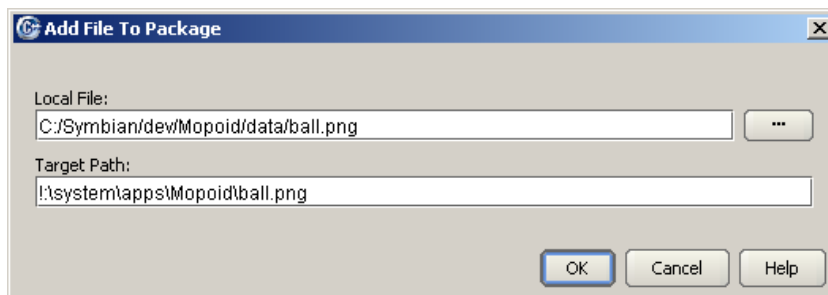 Add File To Package
Local File:
C:/Symbian/dev/Mopoid/data/ball.png
...
Target Path:
!:\system\apps\Mopoid\ball.png
OK
Cancel
Help